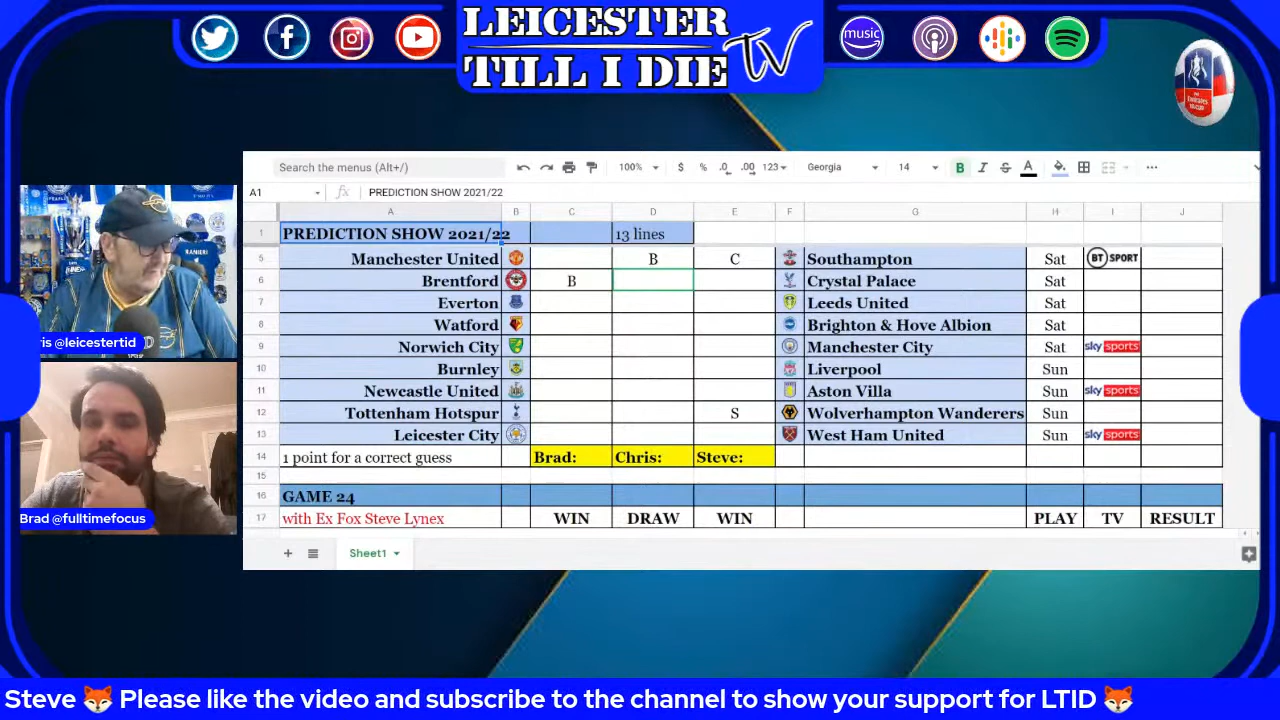 LEICESTER
TILL I DIE TV
music
Emirates
FA CUP
RANIERI
ris @leicestertid
Brad @fulltimefocus
Search the menus (Alt+/)
100% $ % .0 .00 123 Georgia 14 B I S A ...
A1 fx PREDICTION SHOW 2021/22
A B C D E F G H I J
1 PREDICTION SHOW 2021/22 13 lines
5 Manchester United B C Southampton Sat BT SPORT
6 Brentford B Crystal Palace Sat
7 Everton Leeds United Sat
8 Watford Brighton & Hove Albion Sat
9 Norwich City Manchester City Sat sky sports
10 Burnley Liverpool Sun
11 Newcastle United Aston Villa Sun sky sports
12 Tottenham Hotspur S Wolverhampton Wanderers Sun
13 Leicester City West Ham United Sun sky sports
14 1 point for a correct guess Brad: Chris: Steve:
15
16 GAME 24
17 with Ex Fox Steve Lynex WIN DRAW WIN PLAY TV RESULT
+ Sheet1
Steve 🦊 Please like the video and subscribe to the channel to show your support for LTID 🦊